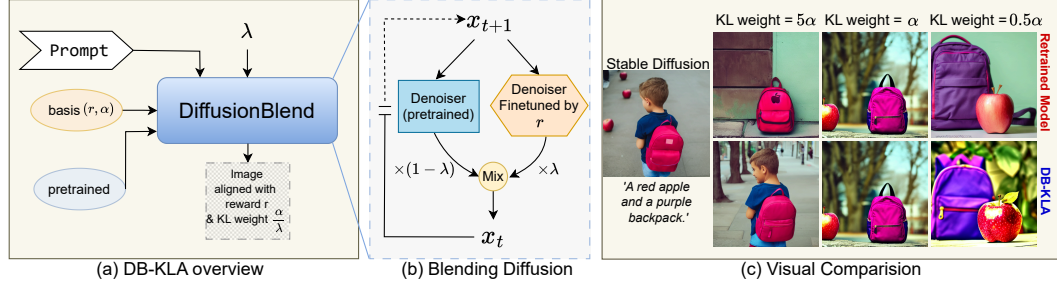 Prompt
λ
basis (r, α)
DiffusionBlend
pretrained
Image
aligned with
reward r
& KL weight α/λ
(a) DB-KLA overview
x_{t+1}
Denoiser
(pretrained)
Denoiser
Finetuned by
r
×(1 − λ)
Mix
×λ
x_t
(b) Blending Diffusion
KL weight = 5α
KL weight = α
KL weight = 0.5α
Stable Diffusion
Retrained Model
DB-KLA
'A red apple
and a purple
backpack.'
(c) Visual Comparision